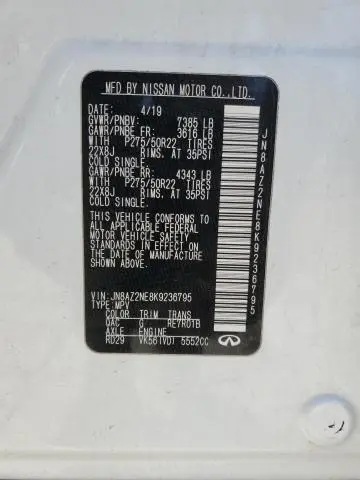 MFD BY NISSAN MOTOR CO.,LTD.
DATE: 4/19
GVWR/PNBV: 7385 LB
GAWR/PNBE FR: 3616 LB
WITH P275/50R22 TIRES
22X8J RIMS. AT 35PSI
COLD SINGLE.
GAWR/PNBE RR: 4343 LB
WITH P275/50R22 TIRES
22X8J RIMS. AT 35PSI
COLD SINGLE.
THIS VEHICLE CONFORMS TO
ALL APPLICABLE FEDERAL
MOTOR VEHICLE SAFETY
STANDARDS IN EFFECT ON
THE DATE OF MANUFACTURE
SHOWN ABOVE.
VIN: JN8AZ2NE8K9236795
TYPE: MPV
COLOR TRIM TRANS
QAC G RE7R01B
AXLE ENGINE
RD29 VK56(VD) 5552CC
JN8AZ2NE8K9236795